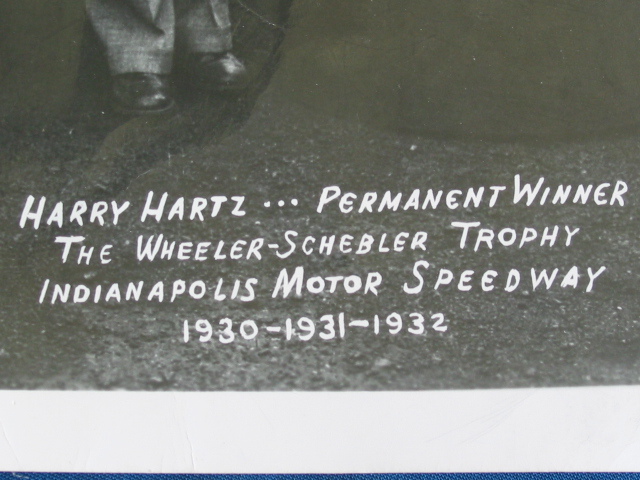 HARRY HARTZ ... PERMANENT WINNER
THE WHEELER-SCHEBLER TROPHY
INDIANAPOLIS MOTOR SPEEDWAY
1930-1931-1932